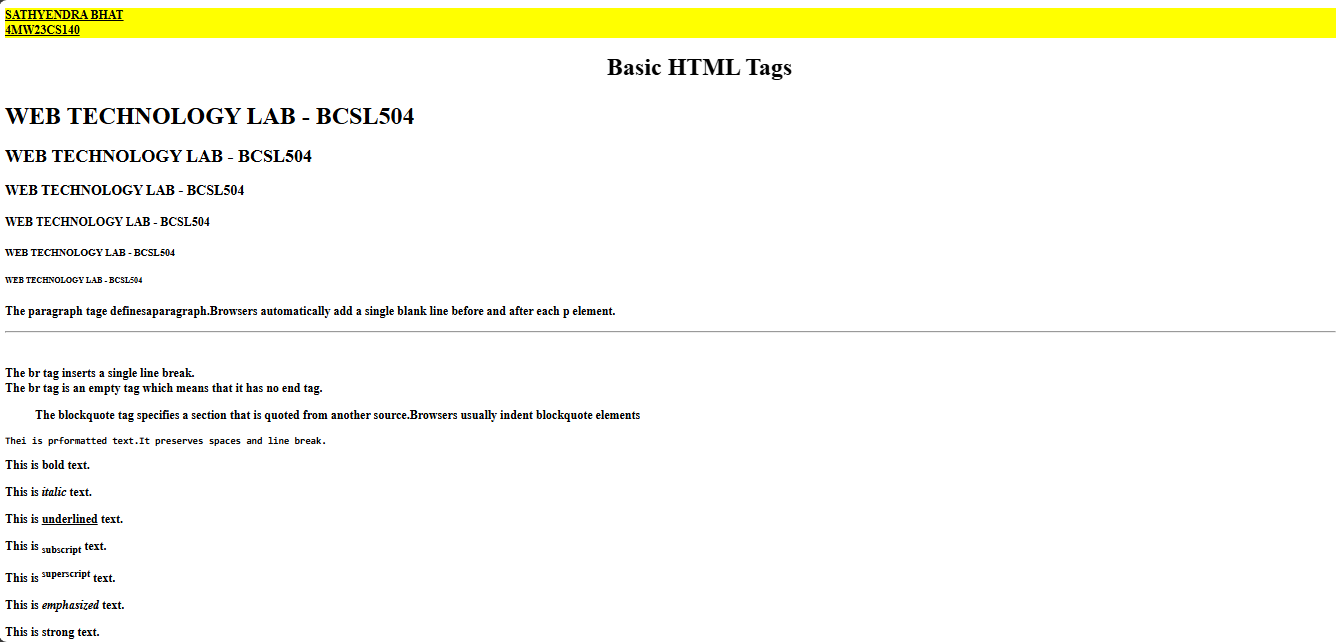 SATHYENDRA BHAT
4MW23CS140
Basic HTML Tags
WEB TECHNOLOGY LAB - BCSL504
WEB TECHNOLOGY LAB - BCSL504
WEB TECHNOLOGY LAB - BCSL504
WEB TECHNOLOGY LAB - BCSL504
WEB TECHNOLOGY LAB - BCSL504
WEB TECHNOLOGY LAB - BCSL504
The paragraph tage definesaparagraph.Browsers automatically add a single blank line before and after each p element.
The br tag inserts a single line break.
The br tag is an empty tag which means that it has no end tag.
The blockquote tag specifies a section that is quoted from another source.Browsers usually indent blockquote elements
Thei is prformatted text.It preserves spaces and line break.
This is bold text.
This is italic text.
This is underlined text.
This is subscript text.
This is superscript text.
This is emphasized text.
This is strong text.